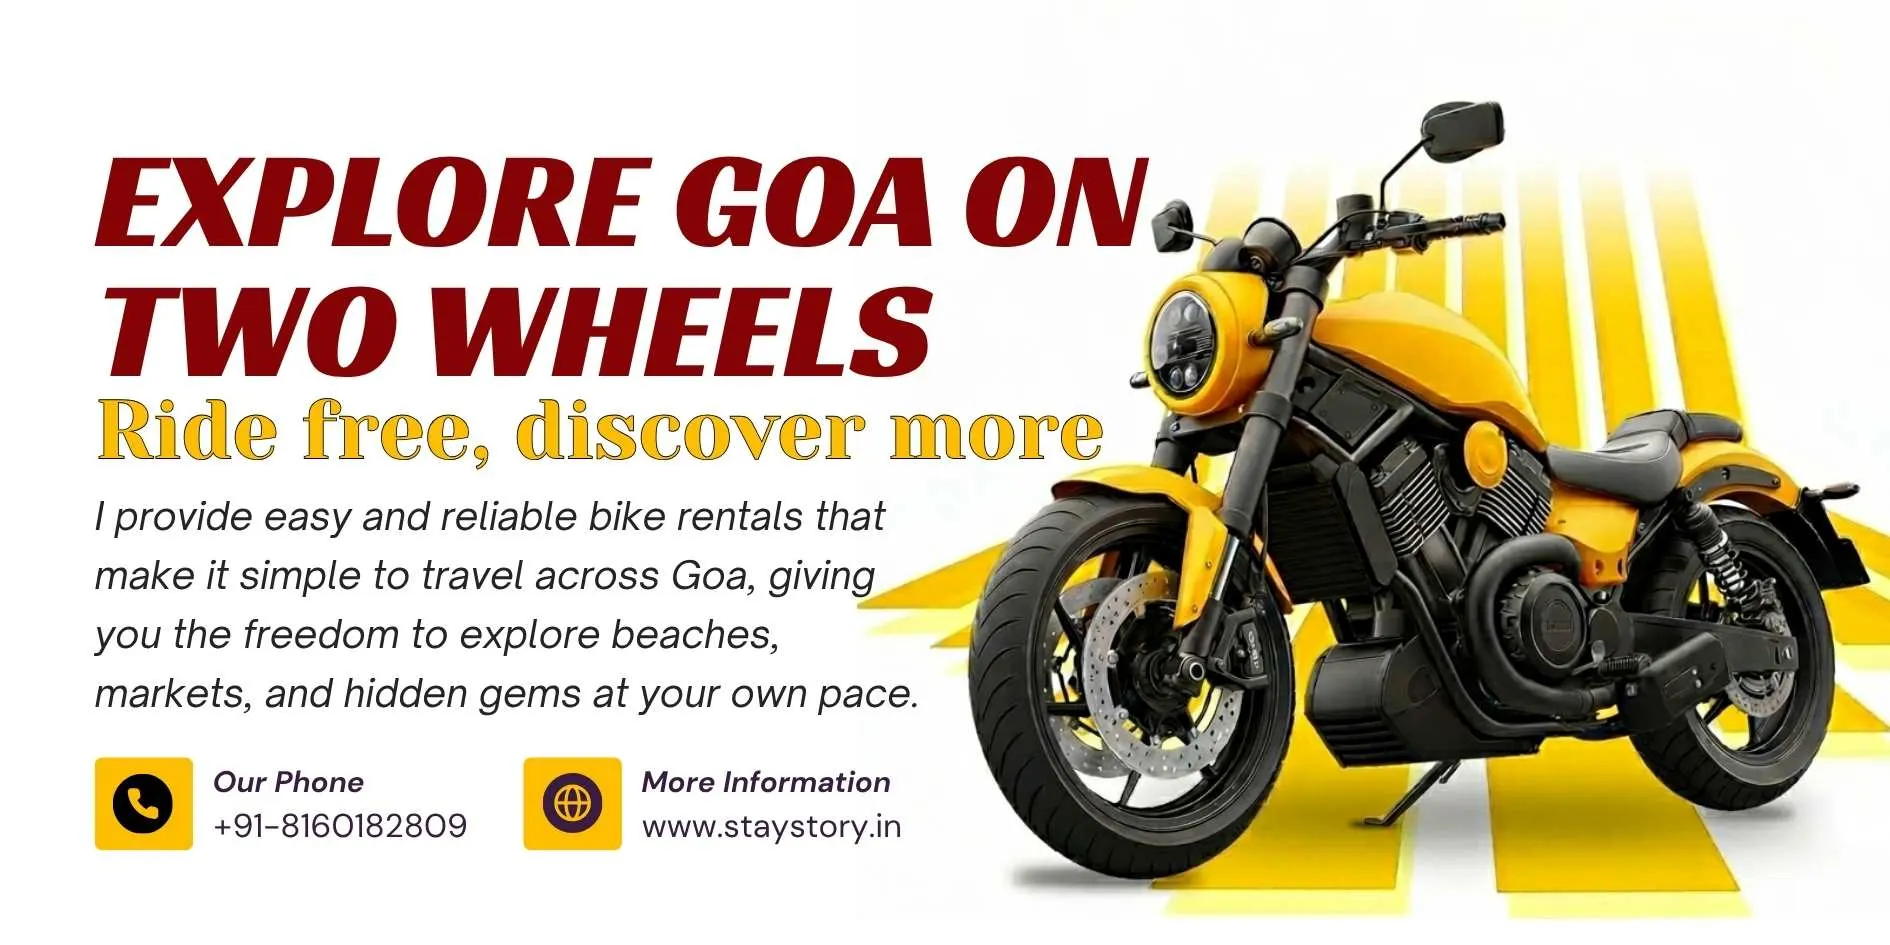 EXPLORE GOA ON
TWO WHEELS
Ride free, discover more
I provide easy and reliable bike rentals that
make it simple to travel across Goa, giving
you the freedom to explore beaches,
markets, and hidden gems at your own pace.
Our Phone
+91-8160182809
More Information
www.staystory.in